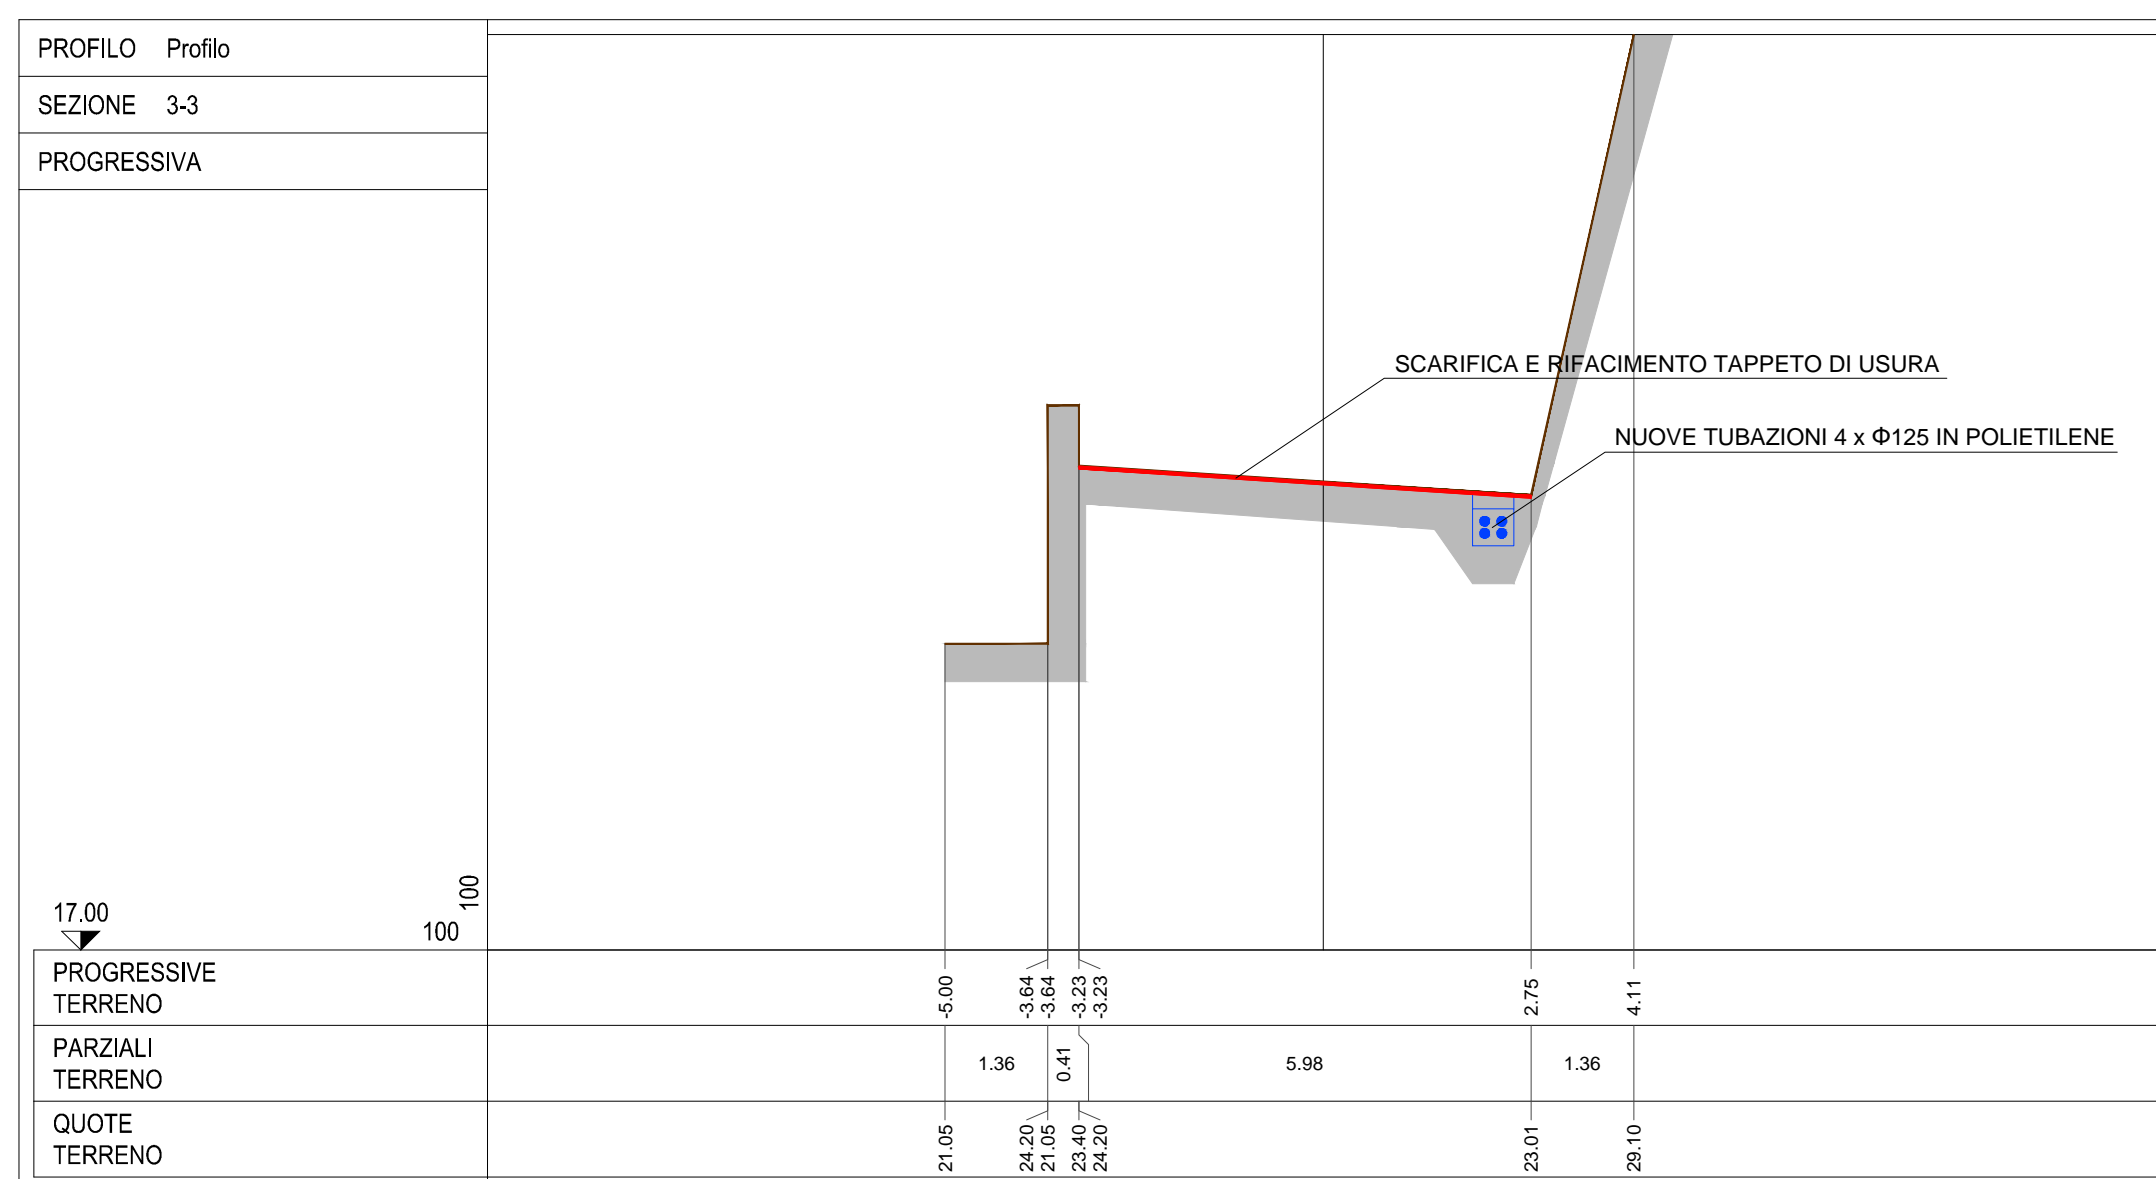 PROFILO Profilo
SEZIONE 3-3
PROGRESSIVA
SCARIFICA E RIFACIMENTO TAPPETO DI USURA
NUOVE TUBAZIONI 4 x Φ125 IN POLIETILENE
17.00
100
100
PROGRESSIVE
TERRENO
-5.00
-3.64
-3.64
-3.23
-3.23
2.75
4.11
PARZIALI
TERRENO
1.36
0.41
5.98
1.36
QUOTE
TERRENO
21.05
24.20
21.05
23.40
24.20
23.01
29.10